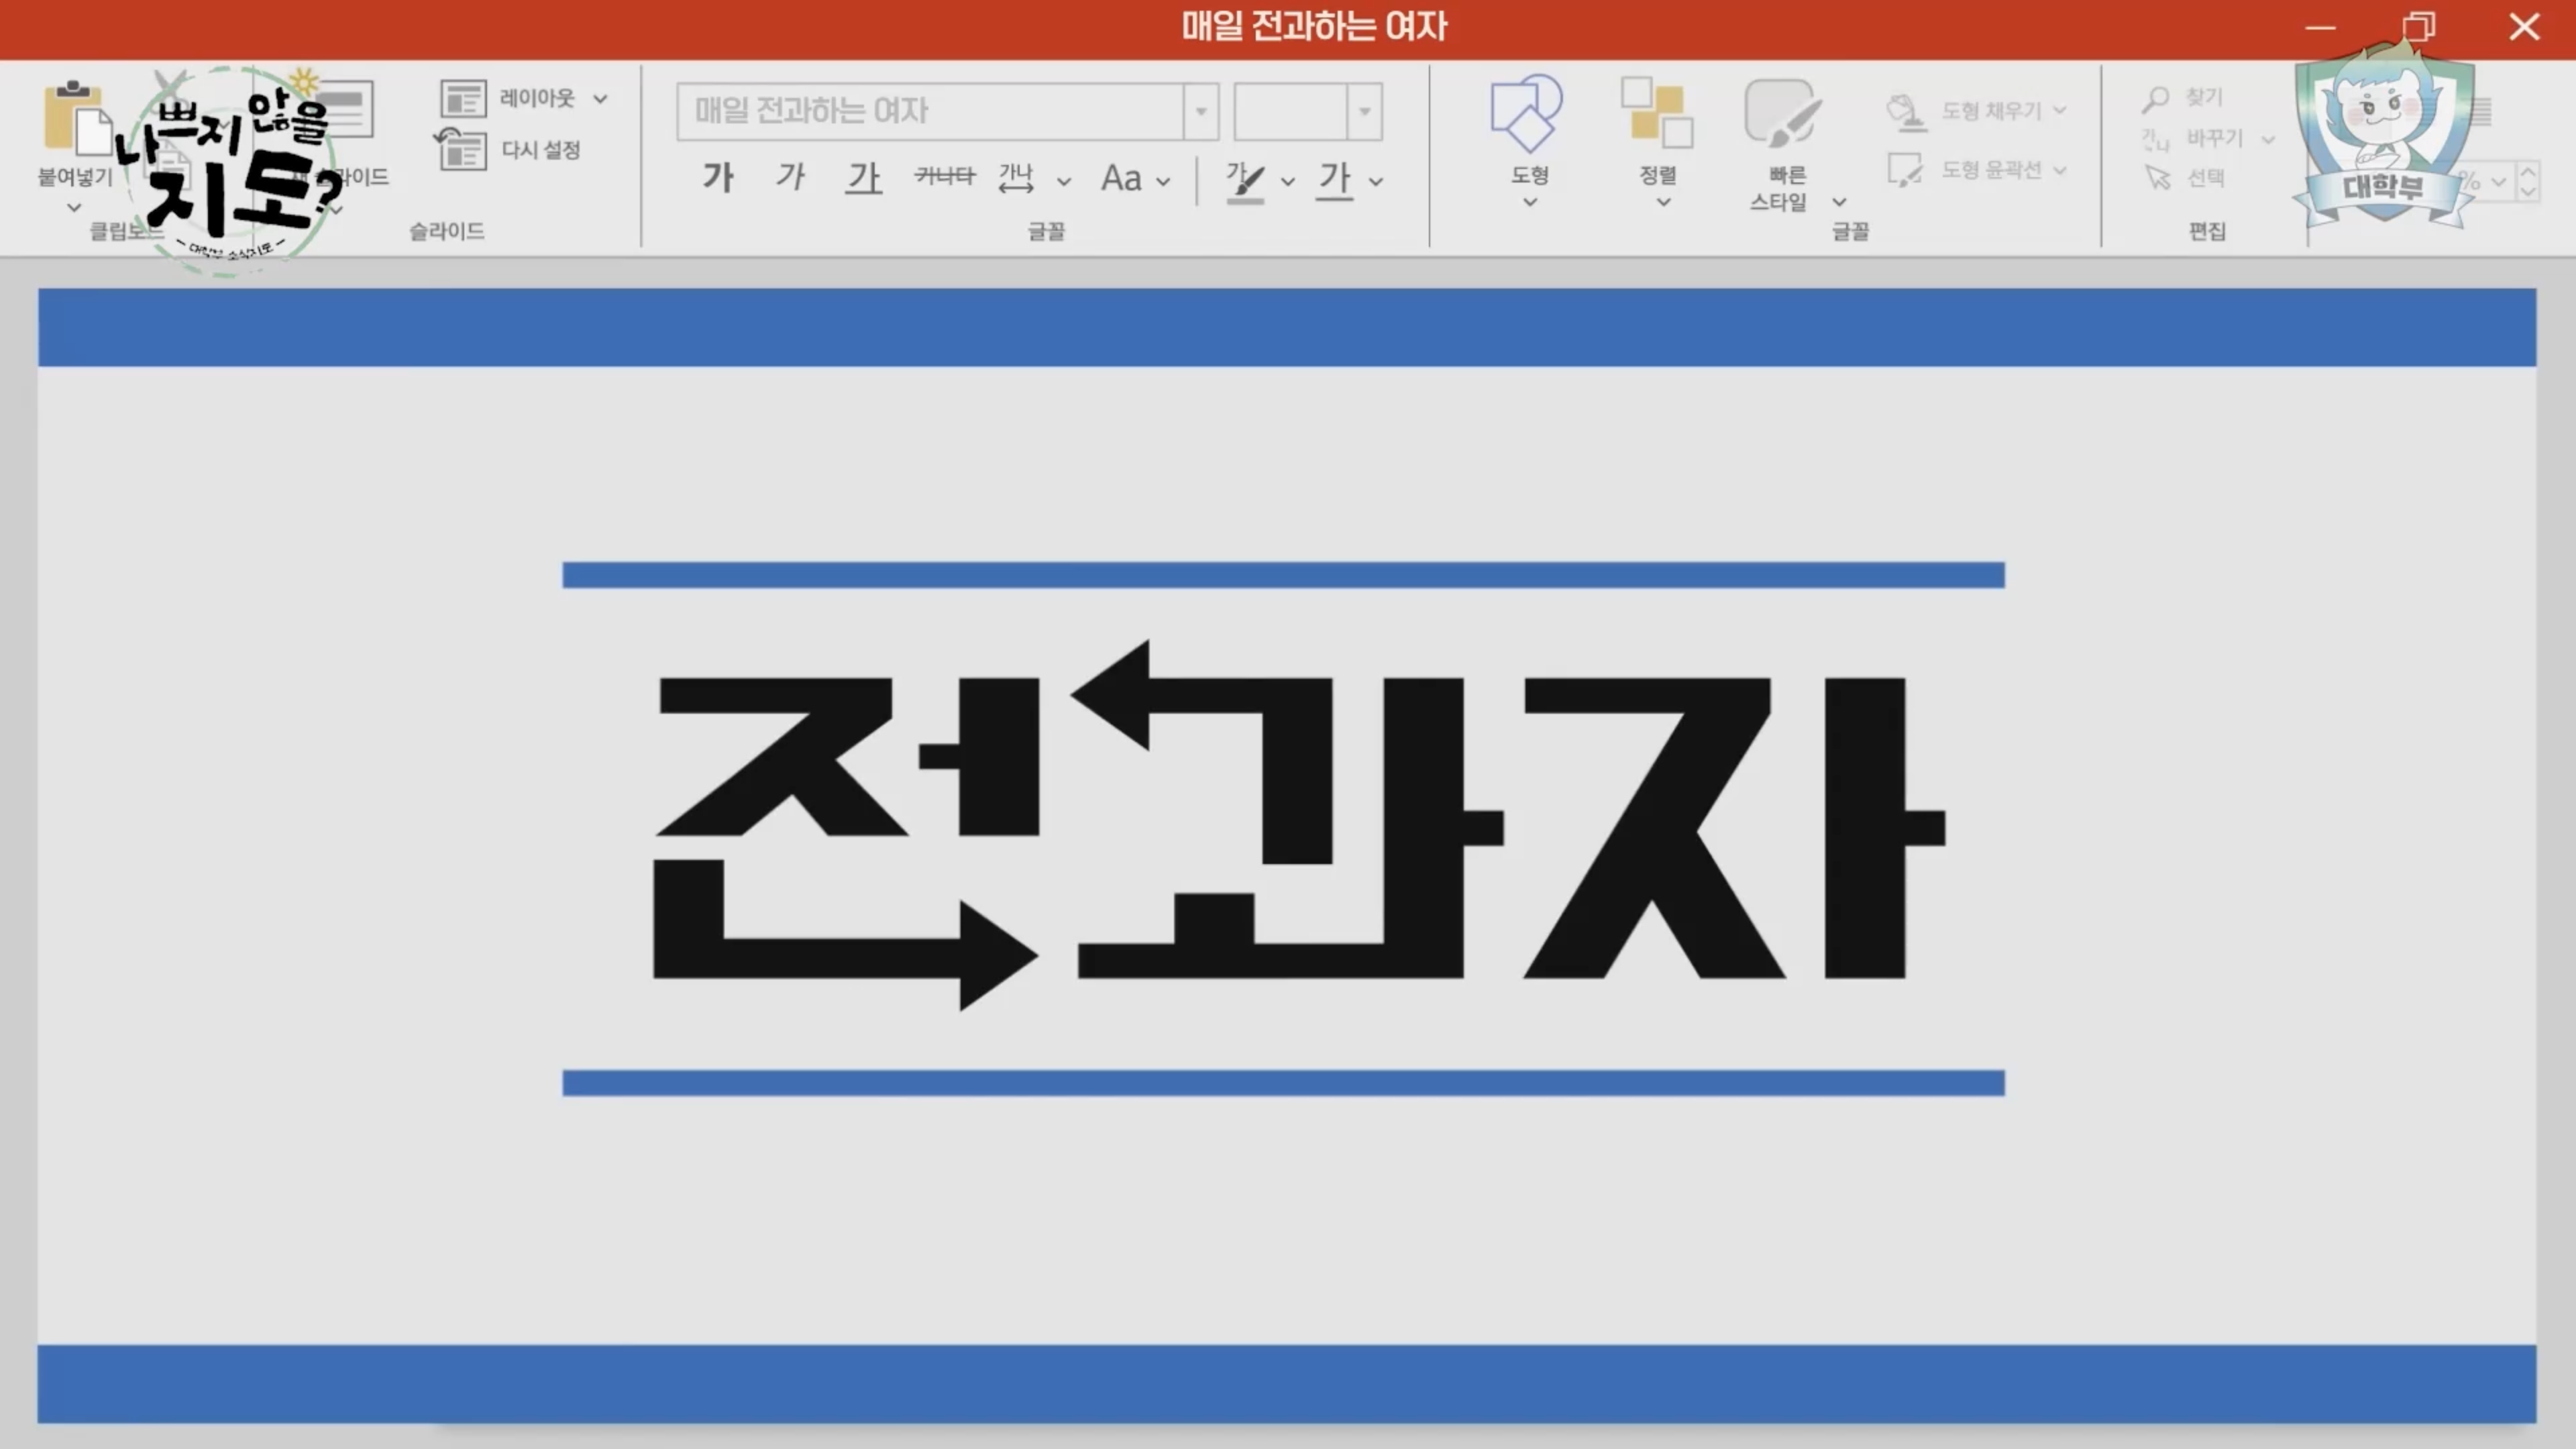 매일 전과하는 여자
나쁘지 않을
지도?
- 대학부 소식지도 -
붙여넣기
클립보드
새 슬라이드
레이아웃
다시 설정
슬라이드
매일 전과하는 여자
가 가 가 가나다 가나 Aa 가 가
글꼴
도형
정렬
빠른
스타일
도형 채우기
도형 윤곽선
글꼴
찾기
바꾸기
선택
편집
대학부
%
전과자